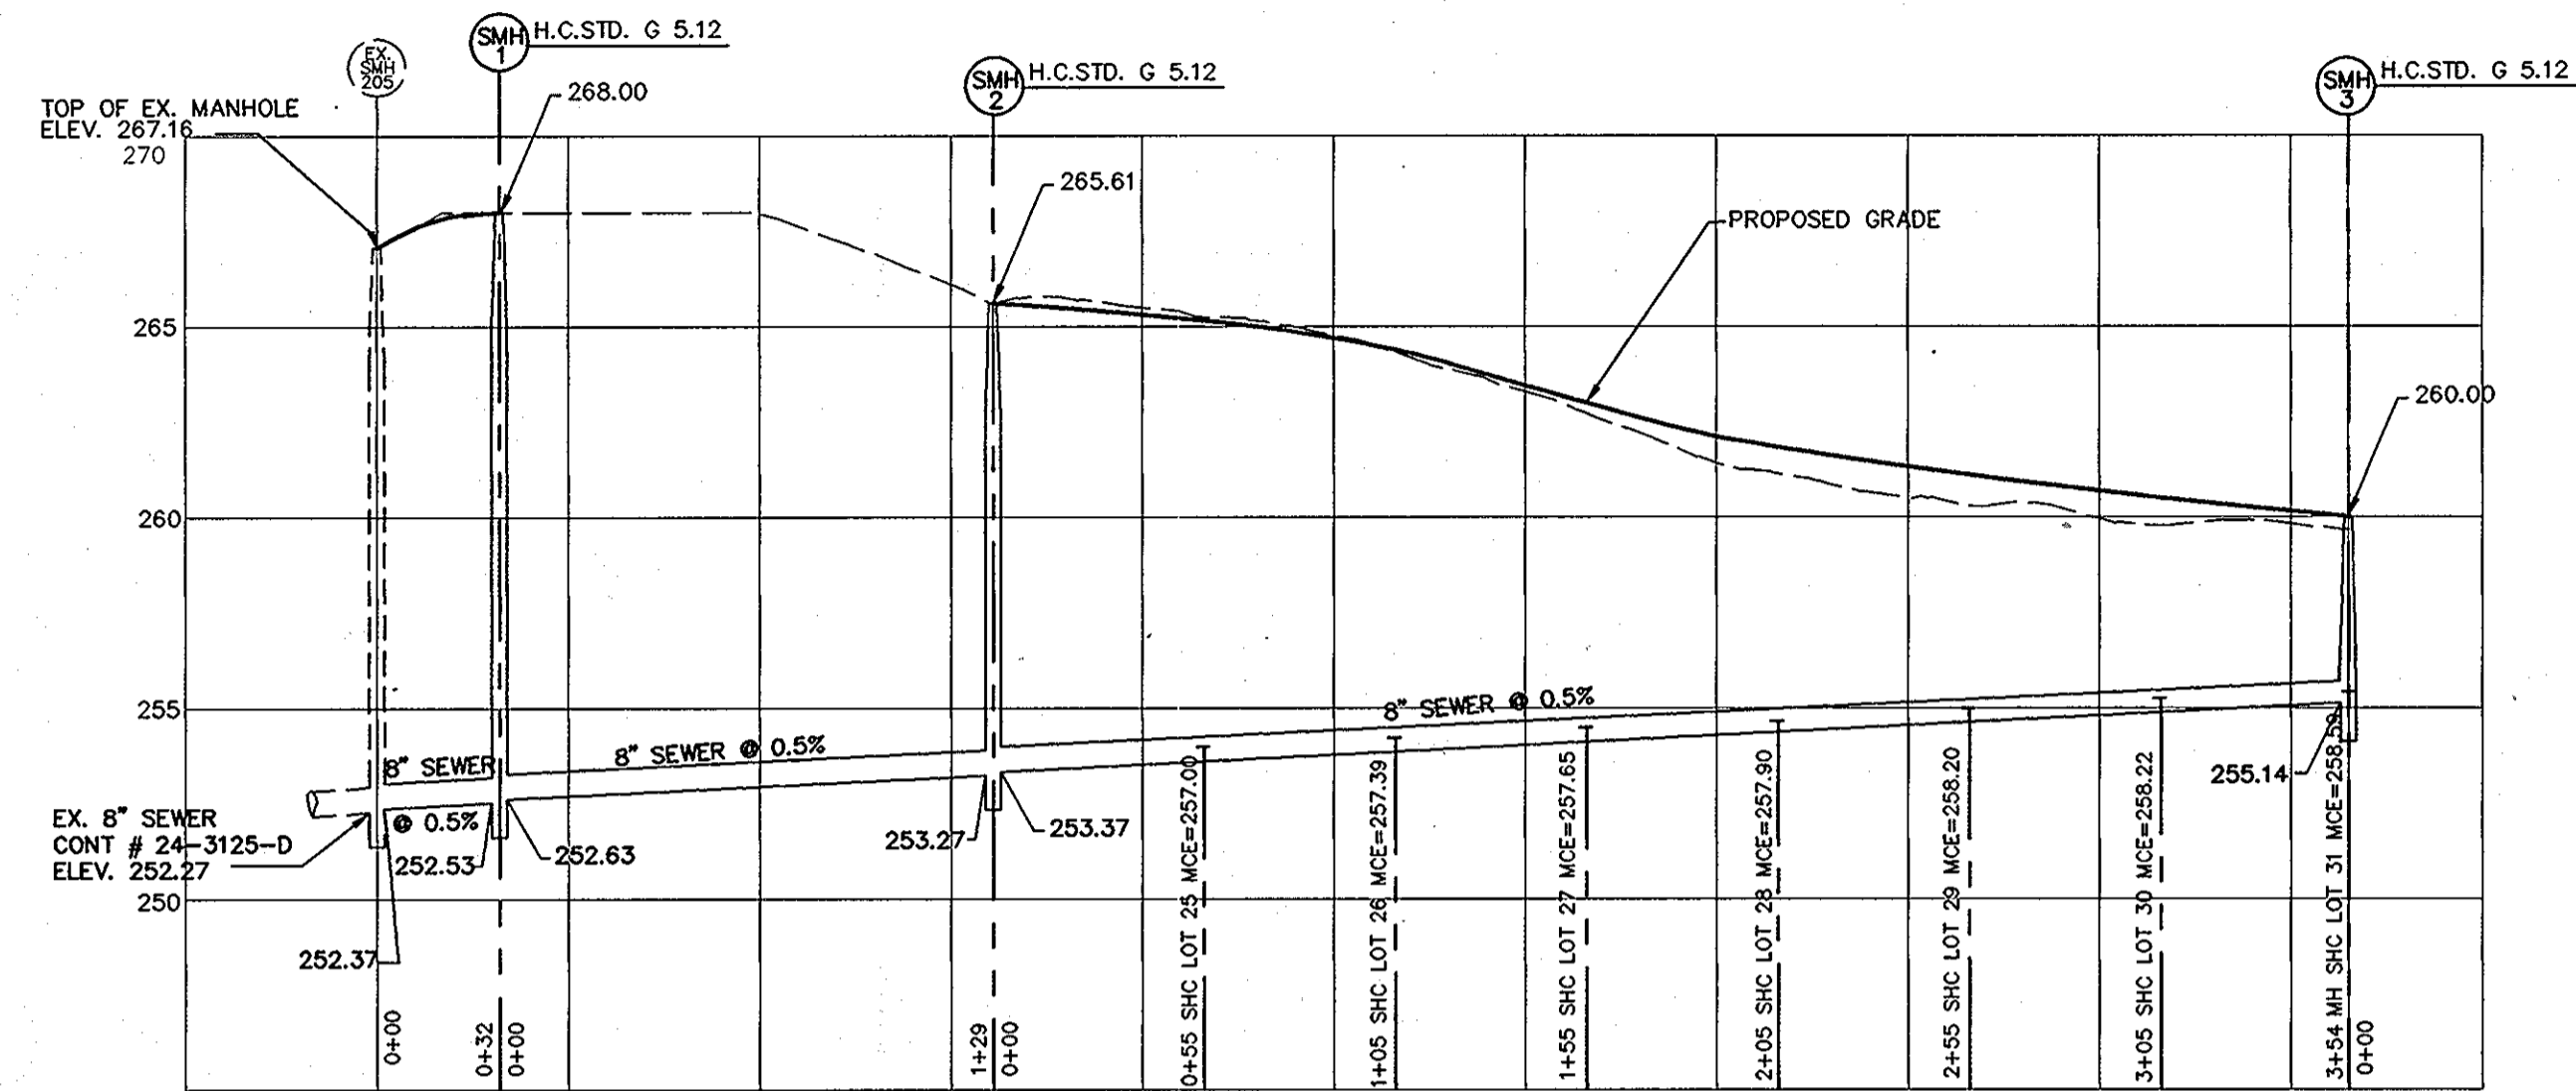 SMH
1
H.C.STD. G 5.12
EX.
SMH
205
SMH
2
H.C.STD. G 5.12
SMH
3
H.C.STD. G 5.12
TOP OF EX. MANHOLE
ELEV. 267.16
268.00
265.61
PROPOSED GRADE
260.00
270
265
260
255
250
8" SEWER
@ 0.5%
8" SEWER @ 0.5%
8" SEWER @ 0.5%
EX. 8" SEWER
CONT # 24-3125-D
ELEV. 252.27
252.53
252.63
253.27
253.37
255.14
252.37
0+00
0+32
0+00
1+29
0+00
0+55 SHC LOT 25 MCE=257.00
1+05 SHC LOT 26 MCE=257.39
1+55 SHC LOT 27 MCE=257.65
2+05 SHC LOT 28 MCE=257.90
2+55 SHC LOT 29 MCE=258.20
3+05 SHC LOT 30 MCE=258.22
3+54 MH SHC LOT 31 MCE=258.59
0+00